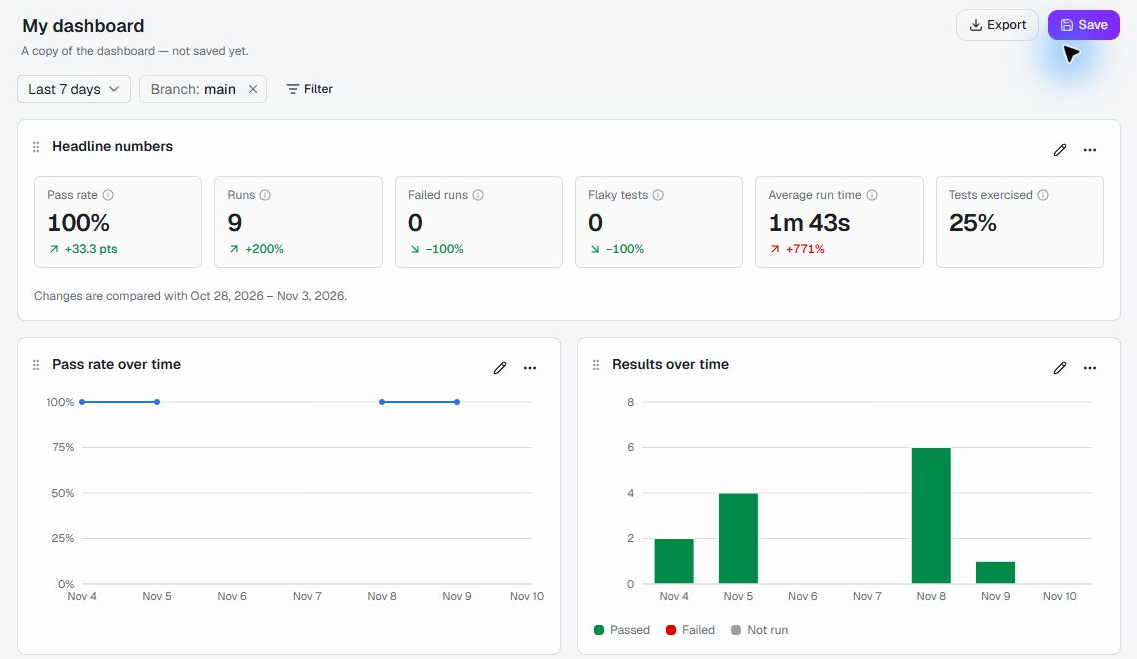 My dashboard
Export
Save
A copy of the dashboard — not saved yet.
Last 7 days
Branch: main
Filter
Headline numbers
Pass rate
100%
+33.3 pts
Runs
9
+200%
Failed runs
0
−100%
Flaky tests
0
−100%
Average run time
1m 43s
+771%
Tests exercised
25%
Changes are compared with Oct 28, 2026 – Nov 3, 2026.
Pass rate over time
100%
75%
50%
25%
0%
Nov 4 Nov 5 Nov 6 Nov 7 Nov 8 Nov 9 Nov 10
Results over time
8
6
4
2
0
Nov 4 Nov 5 Nov 6 Nov 7 Nov 8 Nov 9 Nov 10
Passed Failed Not run